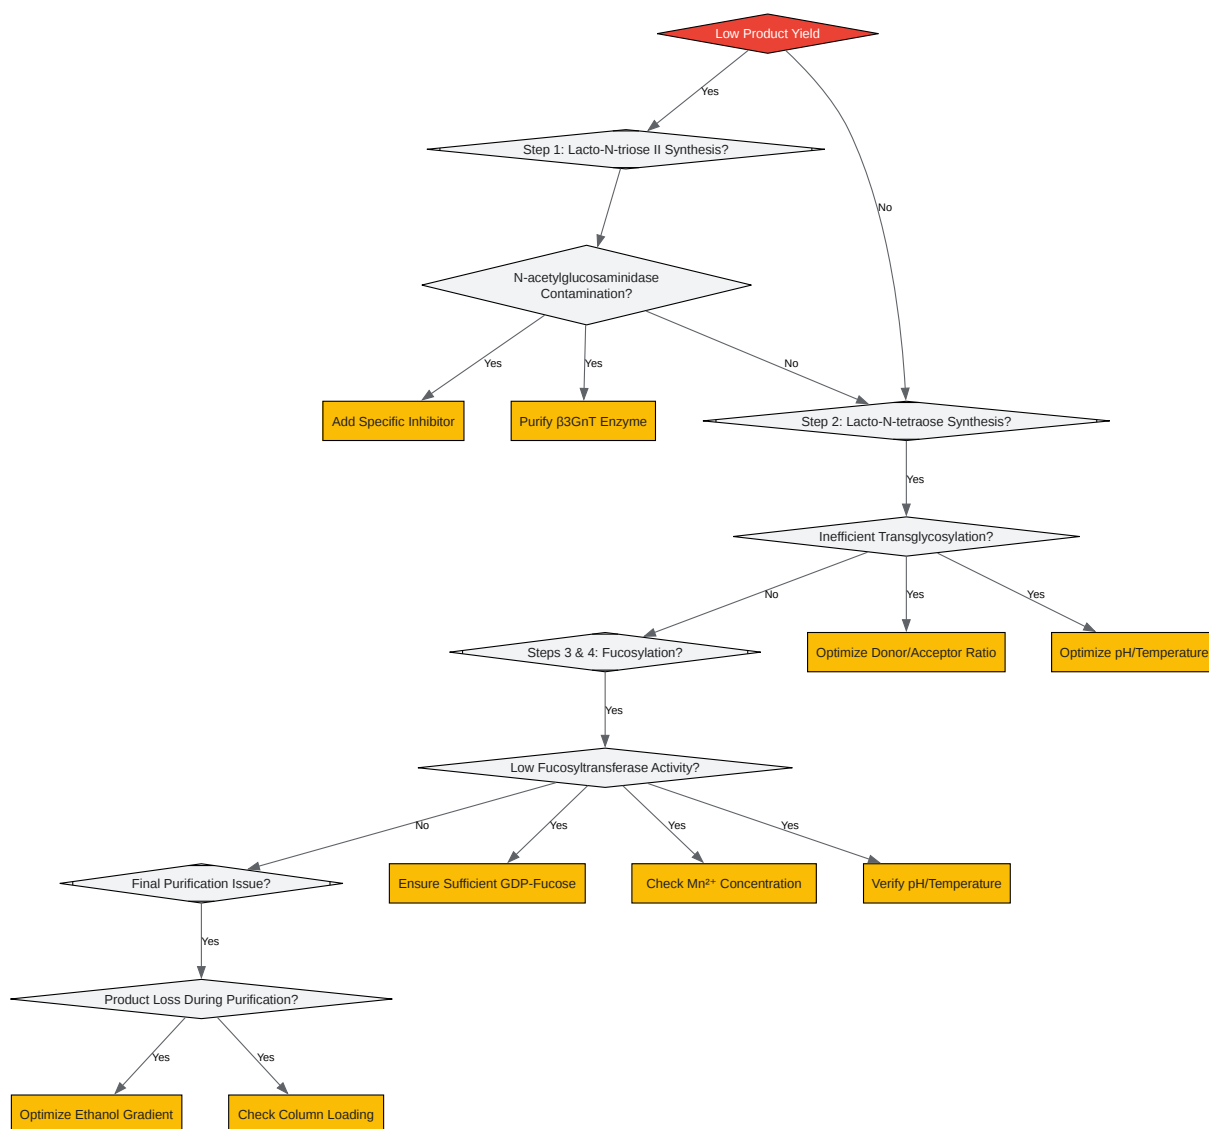 Low Product Yield
Yes
Step 1: Lacto-N-triose II Synthesis?
No
N-acetylglucosaminidase
Contamination?
Yes
Yes
No
Add Specific Inhibitor
Purify β3GnT Enzyme
Step 2: Lacto-N-tetraose Synthesis?
Yes
Inefficient Transglycosylation?
No
Yes
Yes
Steps 3 & 4: Fucosylation?
Optimize Donor/Acceptor Ratio
Optimize pH/Temperature
Yes
Low Fucosyltransferase Activity?
No
Yes
Yes
Yes
Final Purification Issue?
Ensure Sufficient GDP-Fucose
Check Mn²⁺ Concentration
Verify pH/Temperature
Yes
Product Loss During Purification?
Yes
Yes
Optimize Ethanol Gradient
Check Column Loading